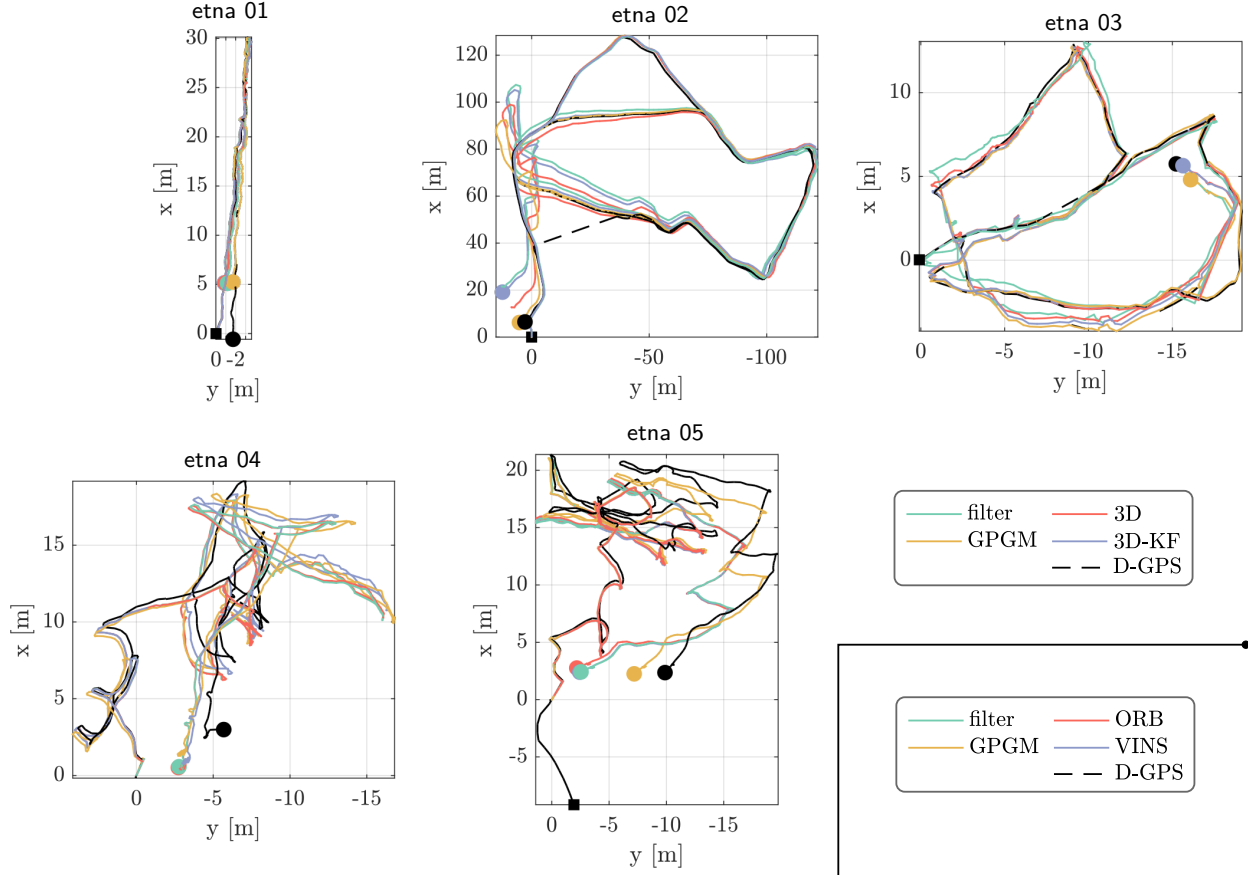 etna 01
30
25
20
15
10
5
0
x [m]
0 -2
y [m]
etna 02
120
100
80
60
40
20
0
x [m]
0 -50 -100
y [m]
etna 03
10
5
0
x [m]
0 -5 -10 -15
y [m]
etna 04
15
10
5
0
x [m]
0 -5 -10 -15
y [m]
etna 05
20
15
10
5
0
-5
x [m]
0 -5 -10 -15
y [m]
filter 3D
GPGM 3D-KF
D-GPS
filter ORB
GPGM VINS
D-GPS